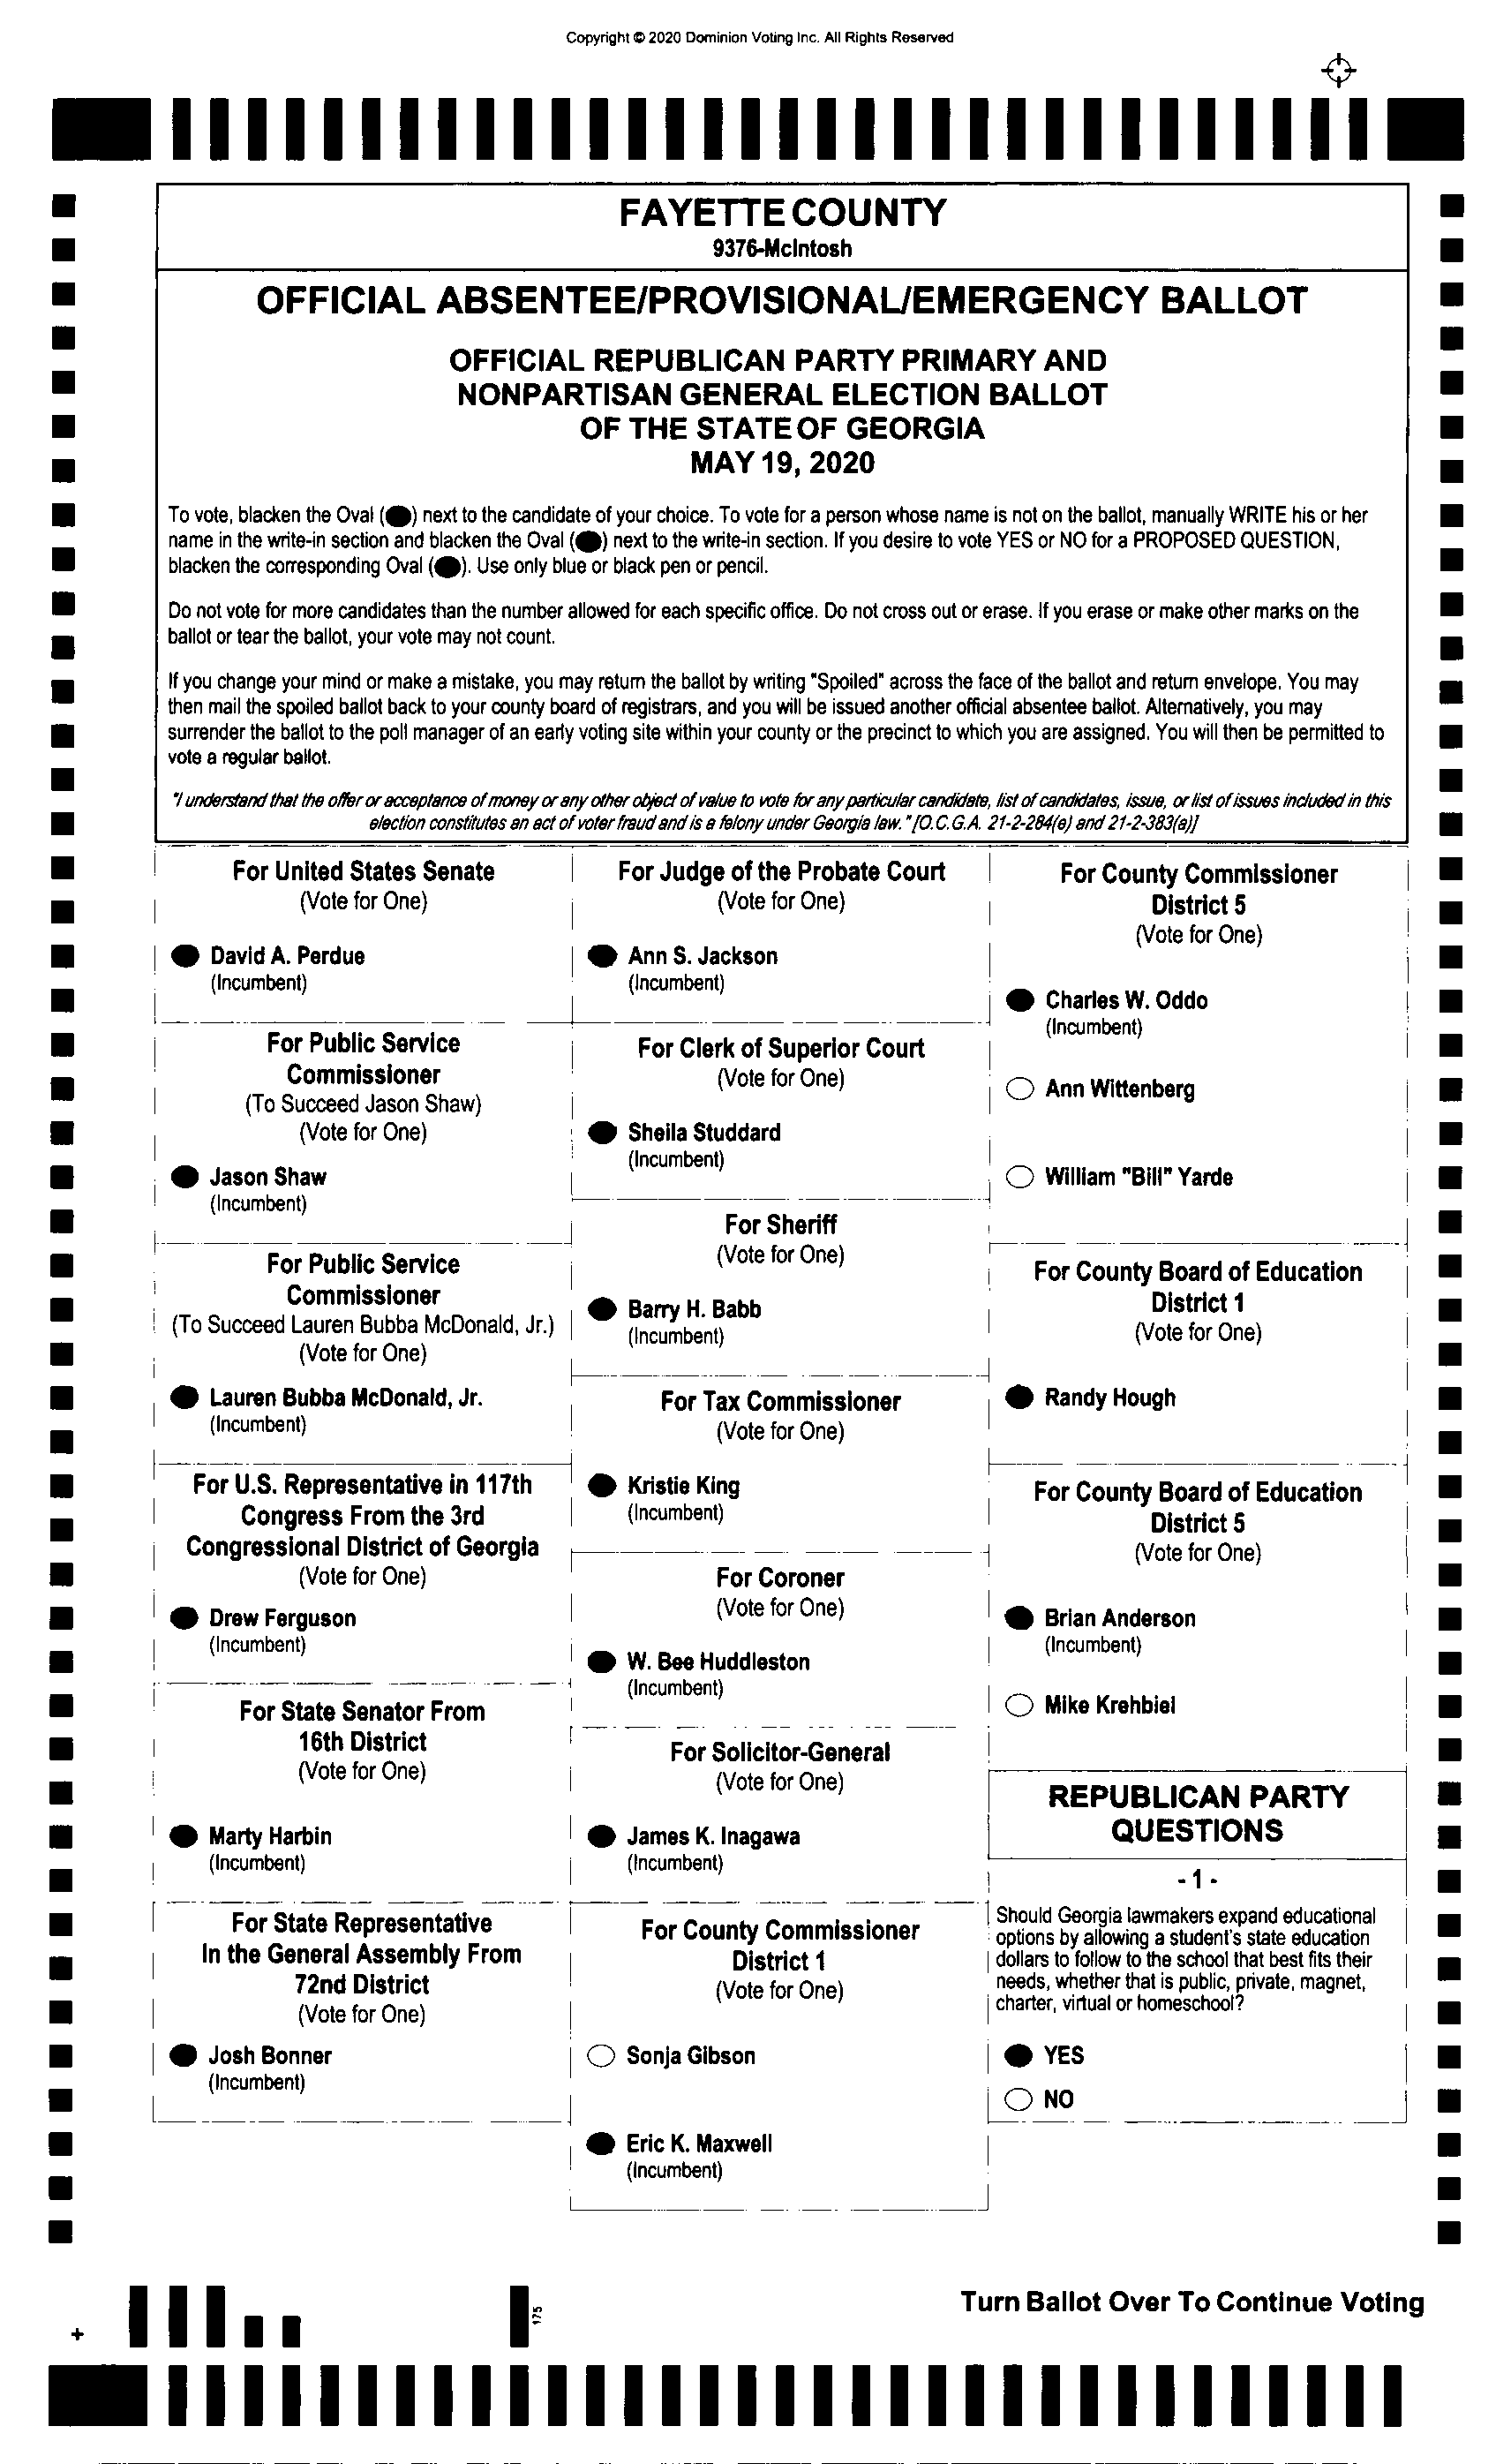 Copyright © 2020 Dominion Voting Inc. All Rights Reserved
FAYETTE COUNTY
9376-McIntosh
OFFICIAL ABSENTEE/PROVISIONAL/EMERGENCY BALLOT
OFFICIAL REPUBLICAN PARTY PRIMARY AND
NONPARTISAN GENERAL ELECTION BALLOT
OF THE STATE OF GEORGIA
MAY 19, 2020
To vote, blacken the Oval ( ) next to the candidate of your choice. To vote for a person whose name is not on the ballot, manually WRITE his or her
name in the write-in section and blacken the Oval ( ) next to the write-in section. If you desire to vote YES or NO for a PROPOSED QUESTION,
blacken the corresponding Oval ( ). Use only blue or black pen or pencil.
Do not vote for more candidates than the number allowed for each specific office. Do not cross out or erase. If you erase or make other marks on the
ballot or tear the ballot, your vote may not count.
If you change your mind or make a mistake, you may return the ballot by writing "Spoiled" across the face of the ballot and return envelope. You may
then mail the spoiled ballot back to your county board of registrars, and you will be issued another official absentee ballot. Alternatively, you may
surrender the ballot to the poll manager of an early voting site within your county or the precinct to which you are assigned. You will then be permitted to
vote a regular ballot.
"I understand that the offer or acceptance of money or any other object of value to vote for any particular candidate, list of candidates, issue, or list of issues included in this
election constitutes an act of voter fraud and is a felony under Georgia law." [O.C.G.A. 21-2-284(e) and 21-2-383(a)]
For United States Senate
(Vote for One)
David A. Perdue
(Incumbent)
For Public Service
Commissioner
(To Succeed Jason Shaw)
(Vote for One)
Jason Shaw
(Incumbent)
For Public Service
Commissioner
(To Succeed Lauren Bubba McDonald, Jr.)
(Vote for One)
Lauren Bubba McDonald, Jr.
(Incumbent)
For U.S. Representative in 117th
Congress From the 3rd
Congressional District of Georgia
(Vote for One)
Drew Ferguson
(Incumbent)
For State Senator From
16th District
(Vote for One)
Marty Harbin
(Incumbent)
For State Representative
In the General Assembly From
72nd District
(Vote for One)
Josh Bonner
(Incumbent)
For Judge of the Probate Court
(Vote for One)
Ann S. Jackson
(Incumbent)
For Clerk of Superior Court
(Vote for One)
Sheila Studdard
(Incumbent)
For Sheriff
(Vote for One)
Barry H. Babb
(Incumbent)
For Tax Commissioner
(Vote for One)
Kristie King
(Incumbent)
For Coroner
(Vote for One)
W. Bee Huddleston
(Incumbent)
For Solicitor-General
(Vote for One)
James K. Inagawa
(Incumbent)
For County Commissioner
District 1
(Vote for One)
Sonja Gibson
Eric K. Maxwell
(Incumbent)
For County Commissioner
District 5
(Vote for One)
Charles W. Oddo
(Incumbent)
Ann Wittenberg
William "Bill" Yarde
For County Board of Education
District 1
(Vote for One)
Randy Hough
For County Board of Education
District 5
(Vote for One)
Brian Anderson
(Incumbent)
Mike Krehbiel
REPUBLICAN PARTY
QUESTIONS
- 1 -
Should Georgia lawmakers expand educational
options by allowing a student's state education
dollars to follow to the school that best fits their
needs, whether that is public, private, magnet,
charter, virtual or homeschool?
YES
NO
175
Turn Ballot Over To Continue Voting